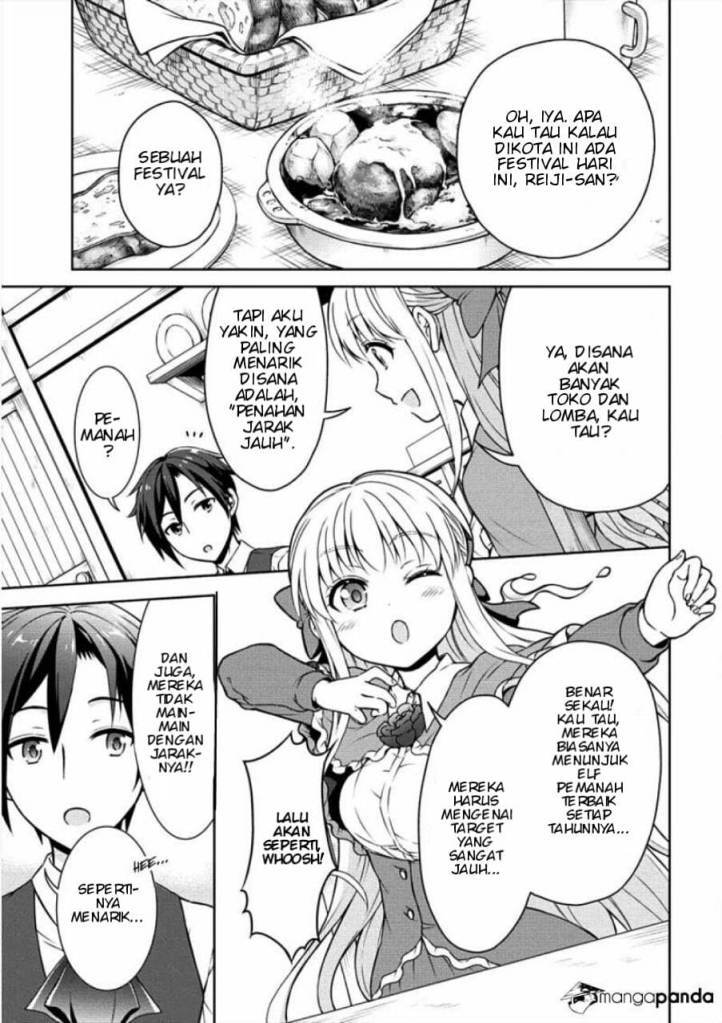 OH, IYA. APA
KAU TAU KALAU
DIKOTA INI ADA
FESTIVAL HARI
INI, REIJI-SAN?
SEBUAH
FESTIVAL
YA?
YA, DISANA
AKAN
BANYAK
TOKO DAN
LOMBA, KAU
TAU?
TAPI AKU
YAKIN, YANG
PALING
MENARIK
DISANA
ADALAH,
"PENAHAN
JARAK
JAUH".
PE-
MANAH?
BENAR
SEKALI!
KAU TAU,
MEREKA
BIASANYA
MENUNJUK
ELF
PEMANAH
TERBAIK
SETIAP
TAHUNNYA...
MEREKA
HARUS
MENGENAI
TARGET
YANG
SANGAT
JAUH...
LALU
AKAN
SEPERTI,
WHOOSH!
DAN
JUGA,
MEREKA
TIDAK
MAIN-
MAIN
DENGAN
JARAK-
NYA!!
HEE...
SEPERTI-
NYA
MENARIK...
mangapanda